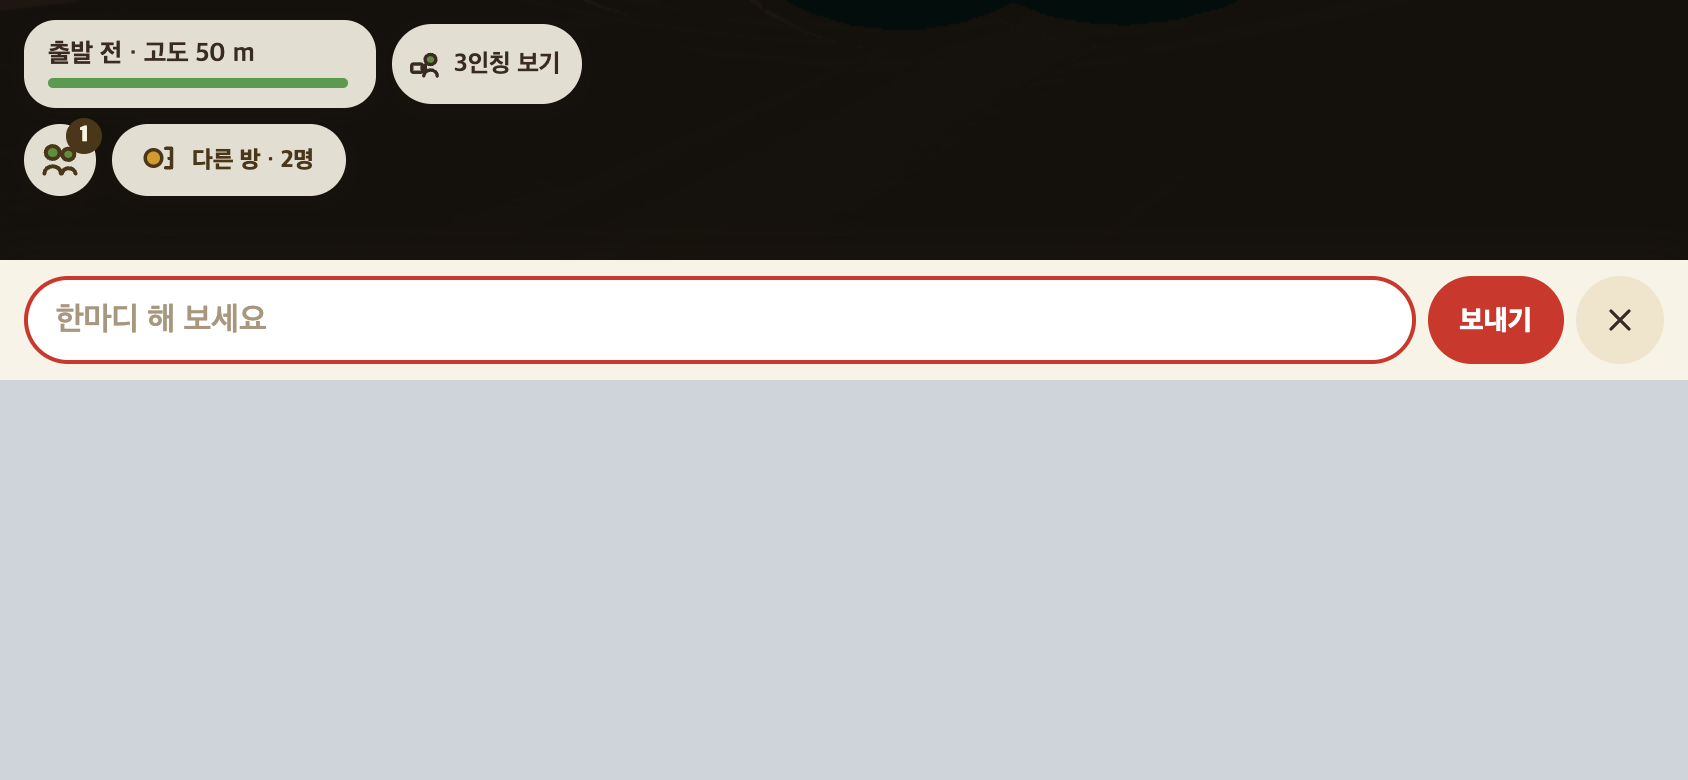 출발 전 · 고도 50 m
3인칭 보기
1
다른 방 · 2명
한마디 해 보세요
보내기